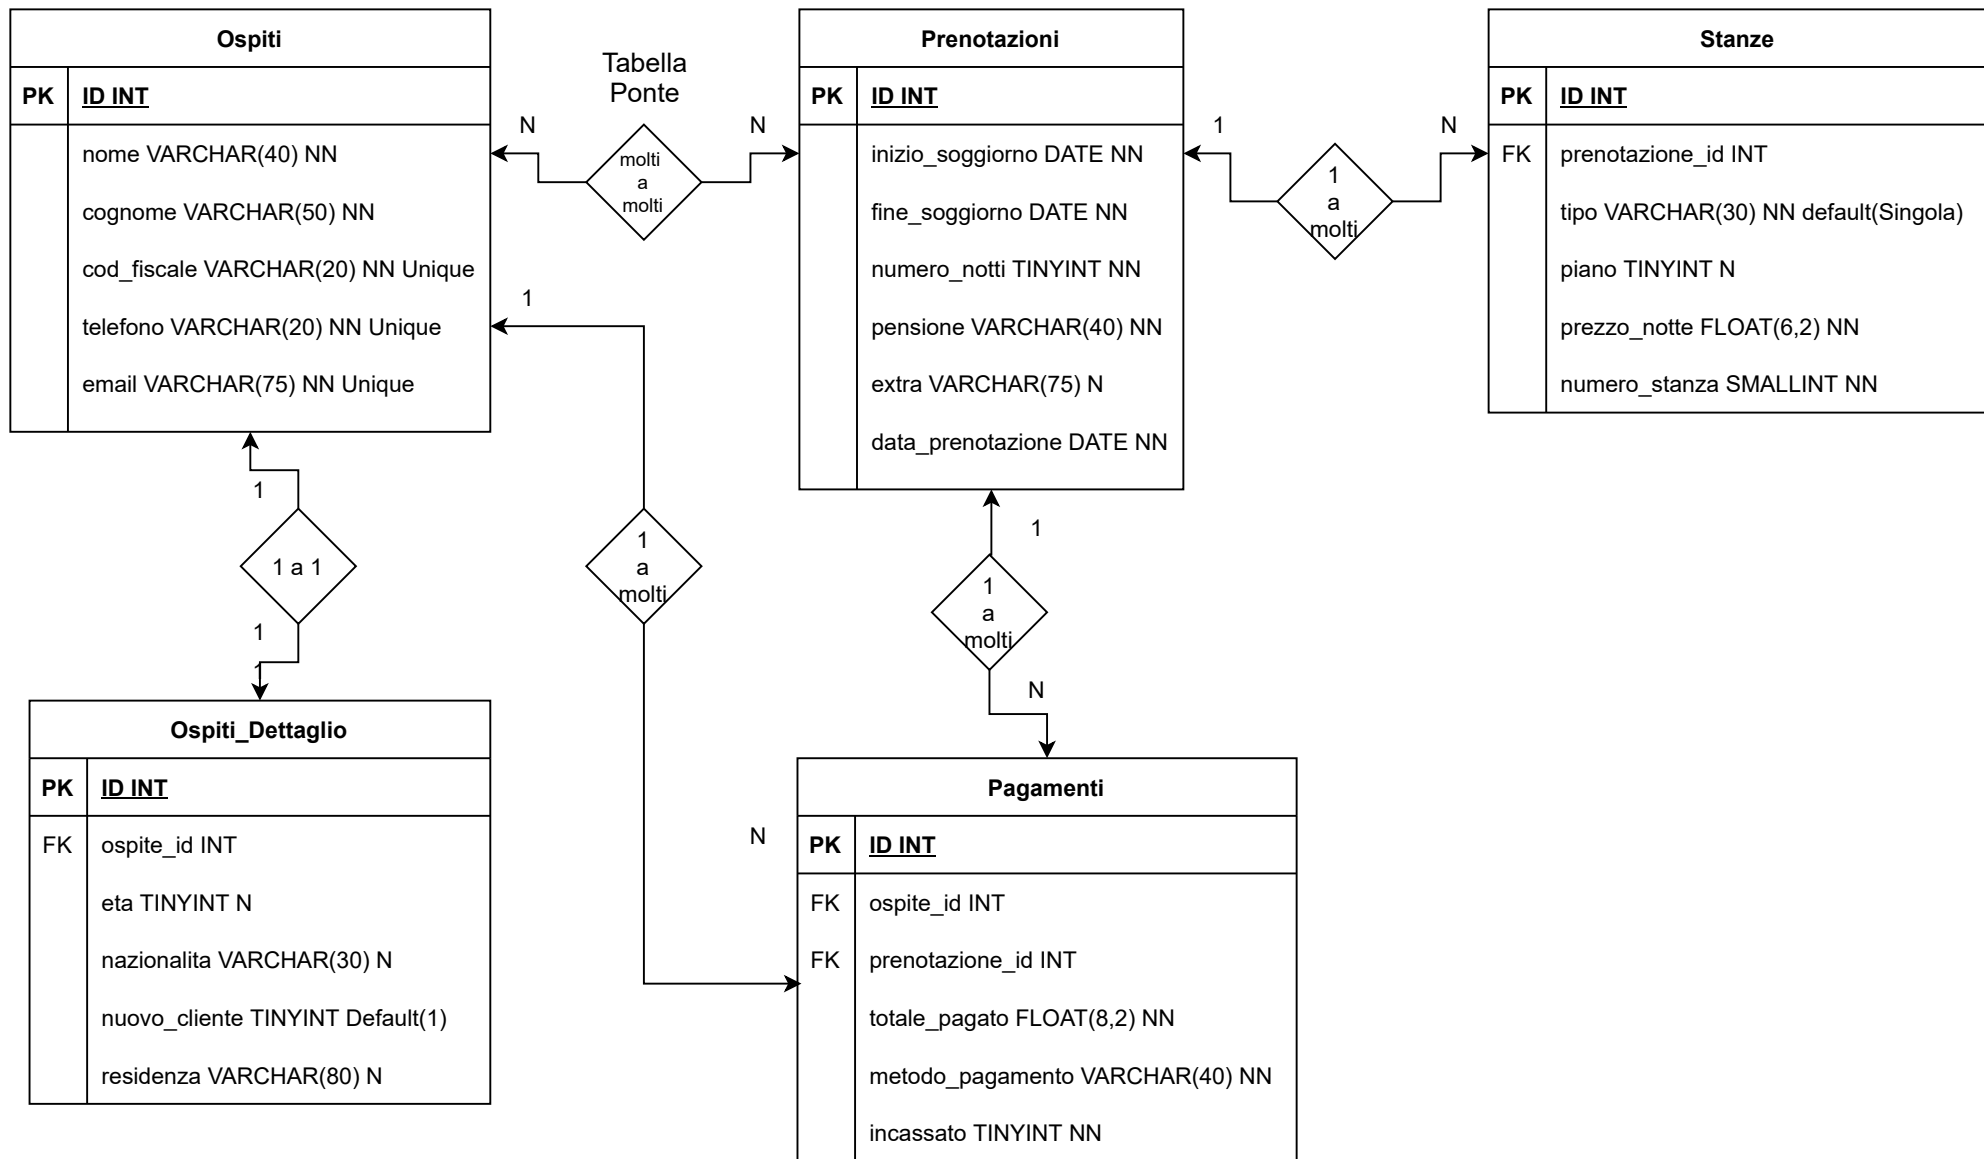 Ospiti
PK ID INT
nome VARCHAR(40) NN
cognome VARCHAR(50) NN
cod_fiscale VARCHAR(20) NN Unique
telefono VARCHAR(20) NN Unique
email VARCHAR(75) NN Unique
Tabella
Ponte
N
molti
a
molti
N
Prenotazioni
PK ID INT
inizio_soggiorno DATE NN
fine_soggiorno DATE NN
numero_notti TINYINT NN
pensione VARCHAR(40) NN
extra VARCHAR(75) N
data_prenotazione DATE NN
1
1
a
molti
N
Stanze
PK ID INT
FK prenotazione_id INT
tipo VARCHAR(30) NN default(Singola)
piano TINYINT N
prezzo_notte FLOAT(6,2) NN
numero_stanza SMALLINT NN
1
1 a 1
1
1
1
1
a
molti
N
1
1
a
molti
N
Ospiti_Dettaglio
PK ID INT
FK ospite_id INT
eta TINYINT N
nazionalita VARCHAR(30) N
nuovo_cliente TINYINT Default(1)
residenza VARCHAR(80) N
Pagamenti
PK ID INT
FK ospite_id INT
FK prenotazione_id INT
totale_pagato FLOAT(8,2) NN
metodo_pagamento VARCHAR(40) NN
incassato TINYINT NN